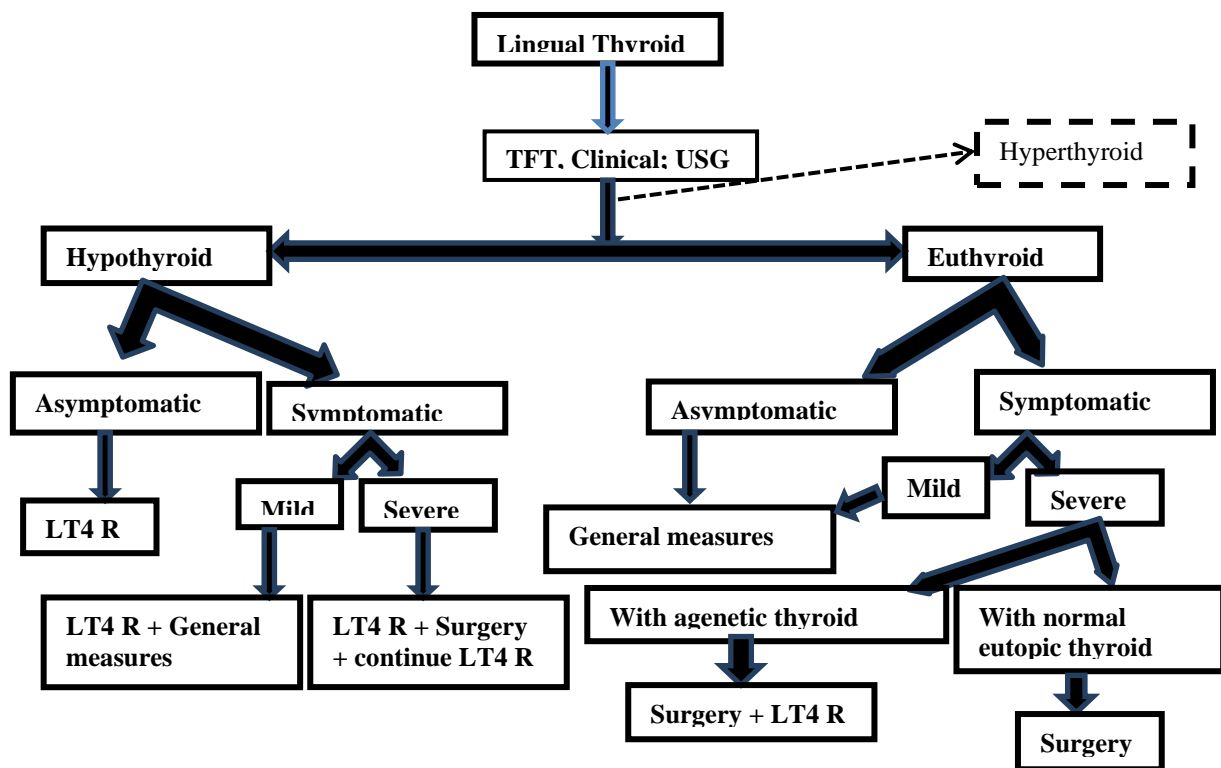 Lingual Thyroid
TFT, Clinical; USG
Hyperthyroid
Hypothyroid
Euthyroid
Asymptomatic
Symptomatic
Asymptomatic
Symptomatic
Mild
Severe
Mild
Severe
LT4 R
General measures
LT4 R + General
measures
LT4 R + Surgery
+ continue LT4 R
With agenetic thyroid
With normal
eutopic thyroid
Surgery + LT4 R
Surgery